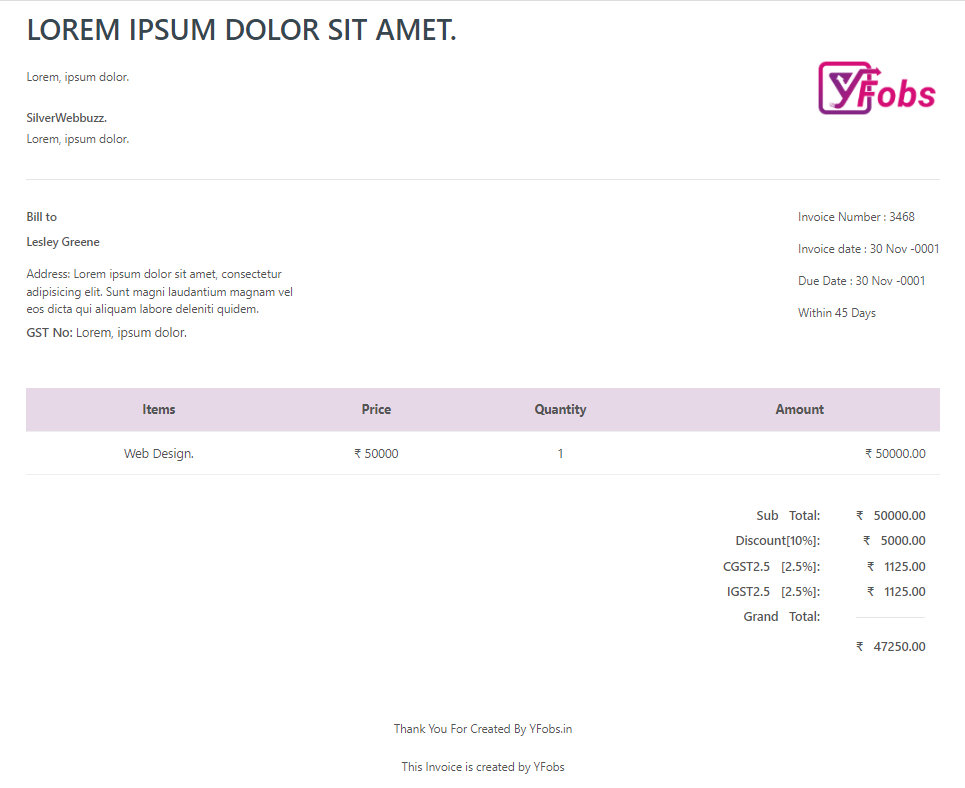 LOREM IPSUM DOLOR SIT AMET.
Lorem, ipsum dolor.
YFobs
SilverWebbuzz.
Lorem, ipsum dolor.
Bill to
Lesley Greene
Address: Lorem ipsum dolor sit amet, consectetur
adipisicing elit. Sunt magni laudantium magnam vel
eos dicta qui aliquam labore deleniti quidem.
GST No: Lorem, ipsum dolor.
Invoice Number : 3468
Invoice date : 30 Nov -0001
Due Date : 30 Nov -0001
Within 45 Days
Items Price Quantity Amount
Web Design. ₹ 50000 1 ₹ 50000.00
Sub Total: ₹ 50000.00
Discount[10%]: ₹ 5000.00
CGST2.5 [2.5%]: ₹ 1125.00
IGST2.5 [2.5%]: ₹ 1125.00
Grand Total:
₹ 47250.00
Thank You For Created By YFobs.in
This Invoice is created by YFobs